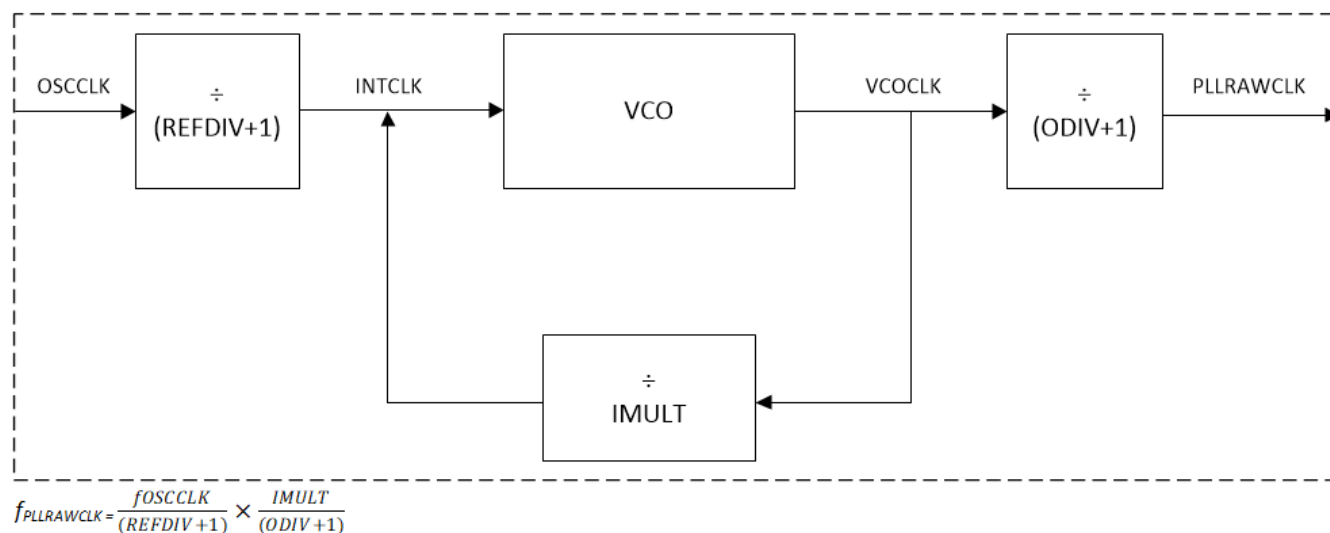 OSCCLK
÷
(REFDIV+1)
INTCLK
VCO
VCOCLK
÷
(ODIV+1)
PLLRAWCLK
÷
IMULT
fPLLRAWCLK = fOSCCLK/(REFDIV+1) × IMULT/(ODIV+1)